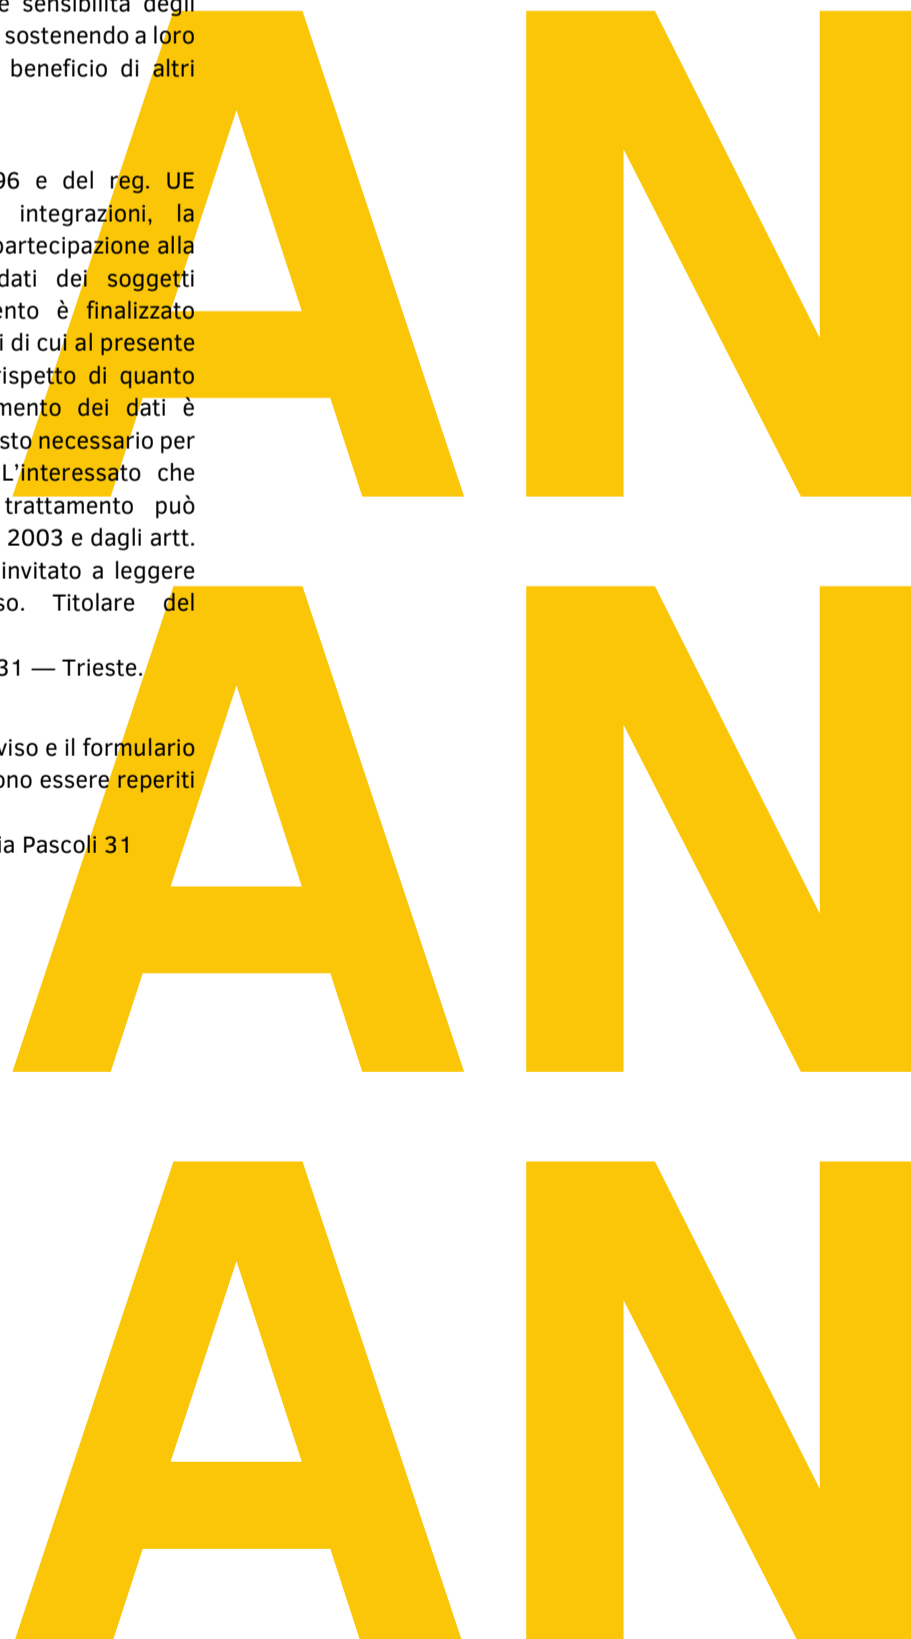 e sensibilità degli
sostenendo a loro
beneficio di altri
96 e del reg. UE
integrazioni, la
partecipazione alla
dati dei soggetti
ento è finalizzato
i di cui al presente
rispetto di quanto
mento dei dati è
sto necessario per
L’interessato che
trattamento può
2003 e dagli artt.
invitato a leggere
so. Titolare del
31 — Trieste.
viso e il formulario
ono essere reperiti
ia Pascoli 31
AN
AN
AN